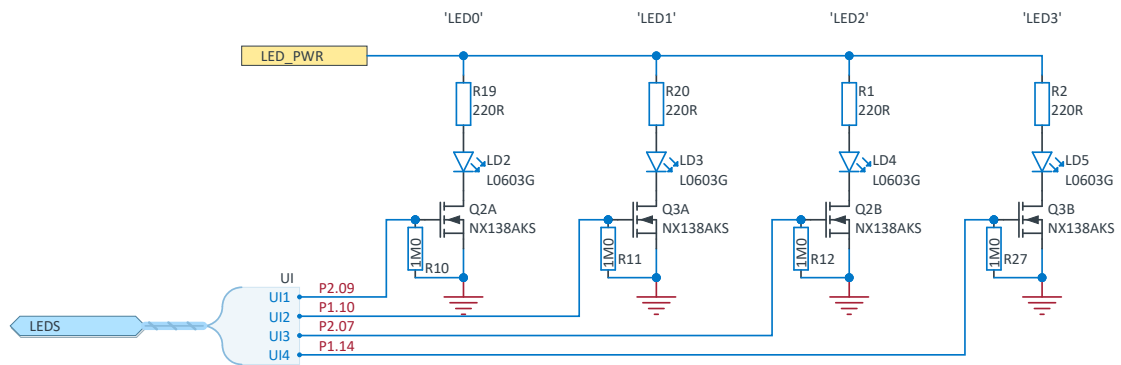 'LED0'
'LED1'
'LED2'
'LED3'
LED_PWR
R19
220R
R20
220R
R1
220R
R2
220R
LD2
L0603G
LD3
L0603G
LD4
L0603G
LD5
L0603G
Q2A
NX138AKS
Q3A
NX138AKS
Q2B
NX138AKS
Q3B
NX138AKS
1M0
R10
1M0
R11
1M0
R12
1M0
R27
UI
UI1
P2.09
UI2
P1.10
UI3
P2.07
UI4
P1.14
LEDS